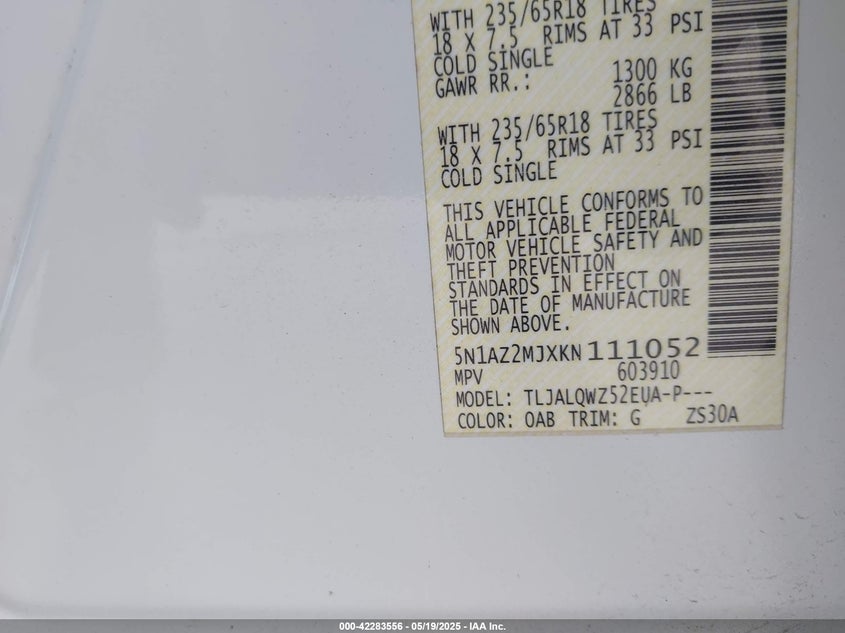 WITH 235/65R18 TIRES
18 X 7.5 RIMS AT 33 PSI
COLD SINGLE
GAWR RR.: 1300 KG
2866 LB
WITH 235/65R18 TIRES
18 X 7.5 RIMS AT 33 PSI
COLD SINGLE
THIS VEHICLE CONFORMS TO
ALL APPLICABLE FEDERAL
MOTOR VEHICLE SAFETY AND
THEFT PREVENTION
STANDARDS IN EFFECT ON
THE DATE OF MANUFACTURE
SHOWN ABOVE.
5N1AZ2MJXKN111052
MPV 603910
MODEL: TLJALQWZ52EUA-P---
COLOR: OAB TRIM: G ZS30A
000-42283556 - 05/19/2025 - IAA Inc.